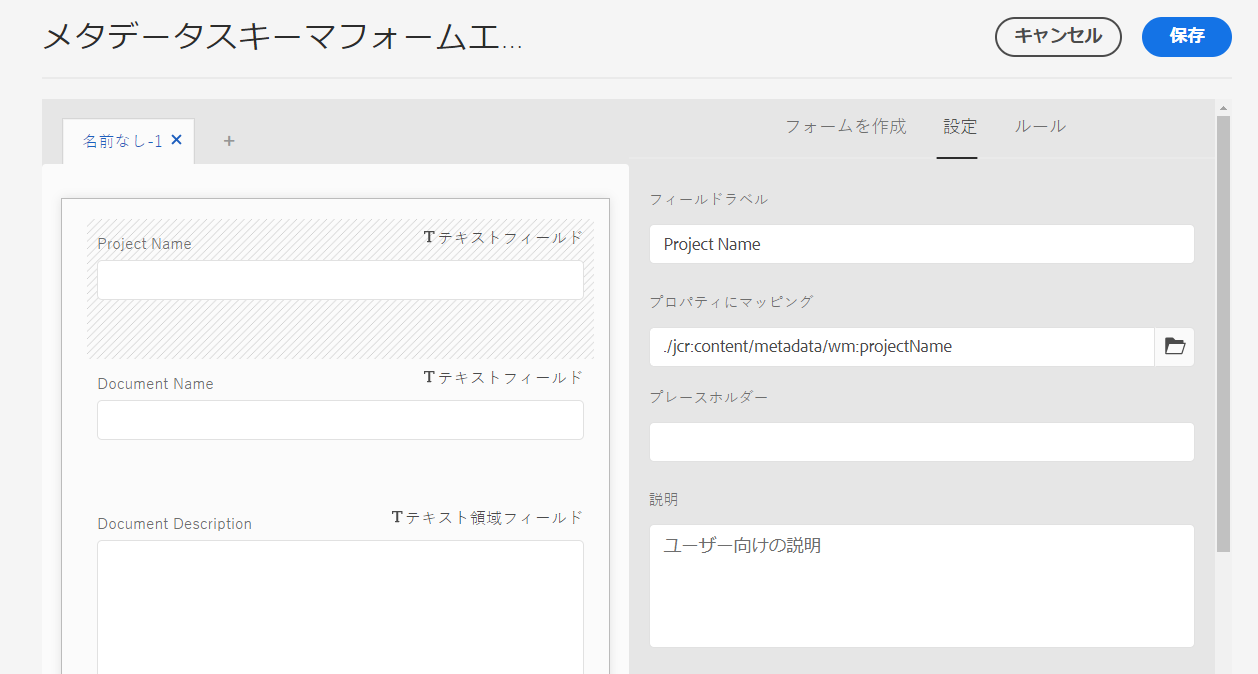 メタデータスキーマフォームエ...
キャンセル
保存
名前なし-1 ×
+
フォームを作成
設定
ルール
Project Name
Tテキストフィールド
Document Name
Tテキストフィールド
Document Description
Tテキスト領域フィールド
フィールドラベル
Project Name
プロパティにマッピング
./jcr:content/metadata/wm:projectName
プレースホルダー
説明
ユーザー向けの説明